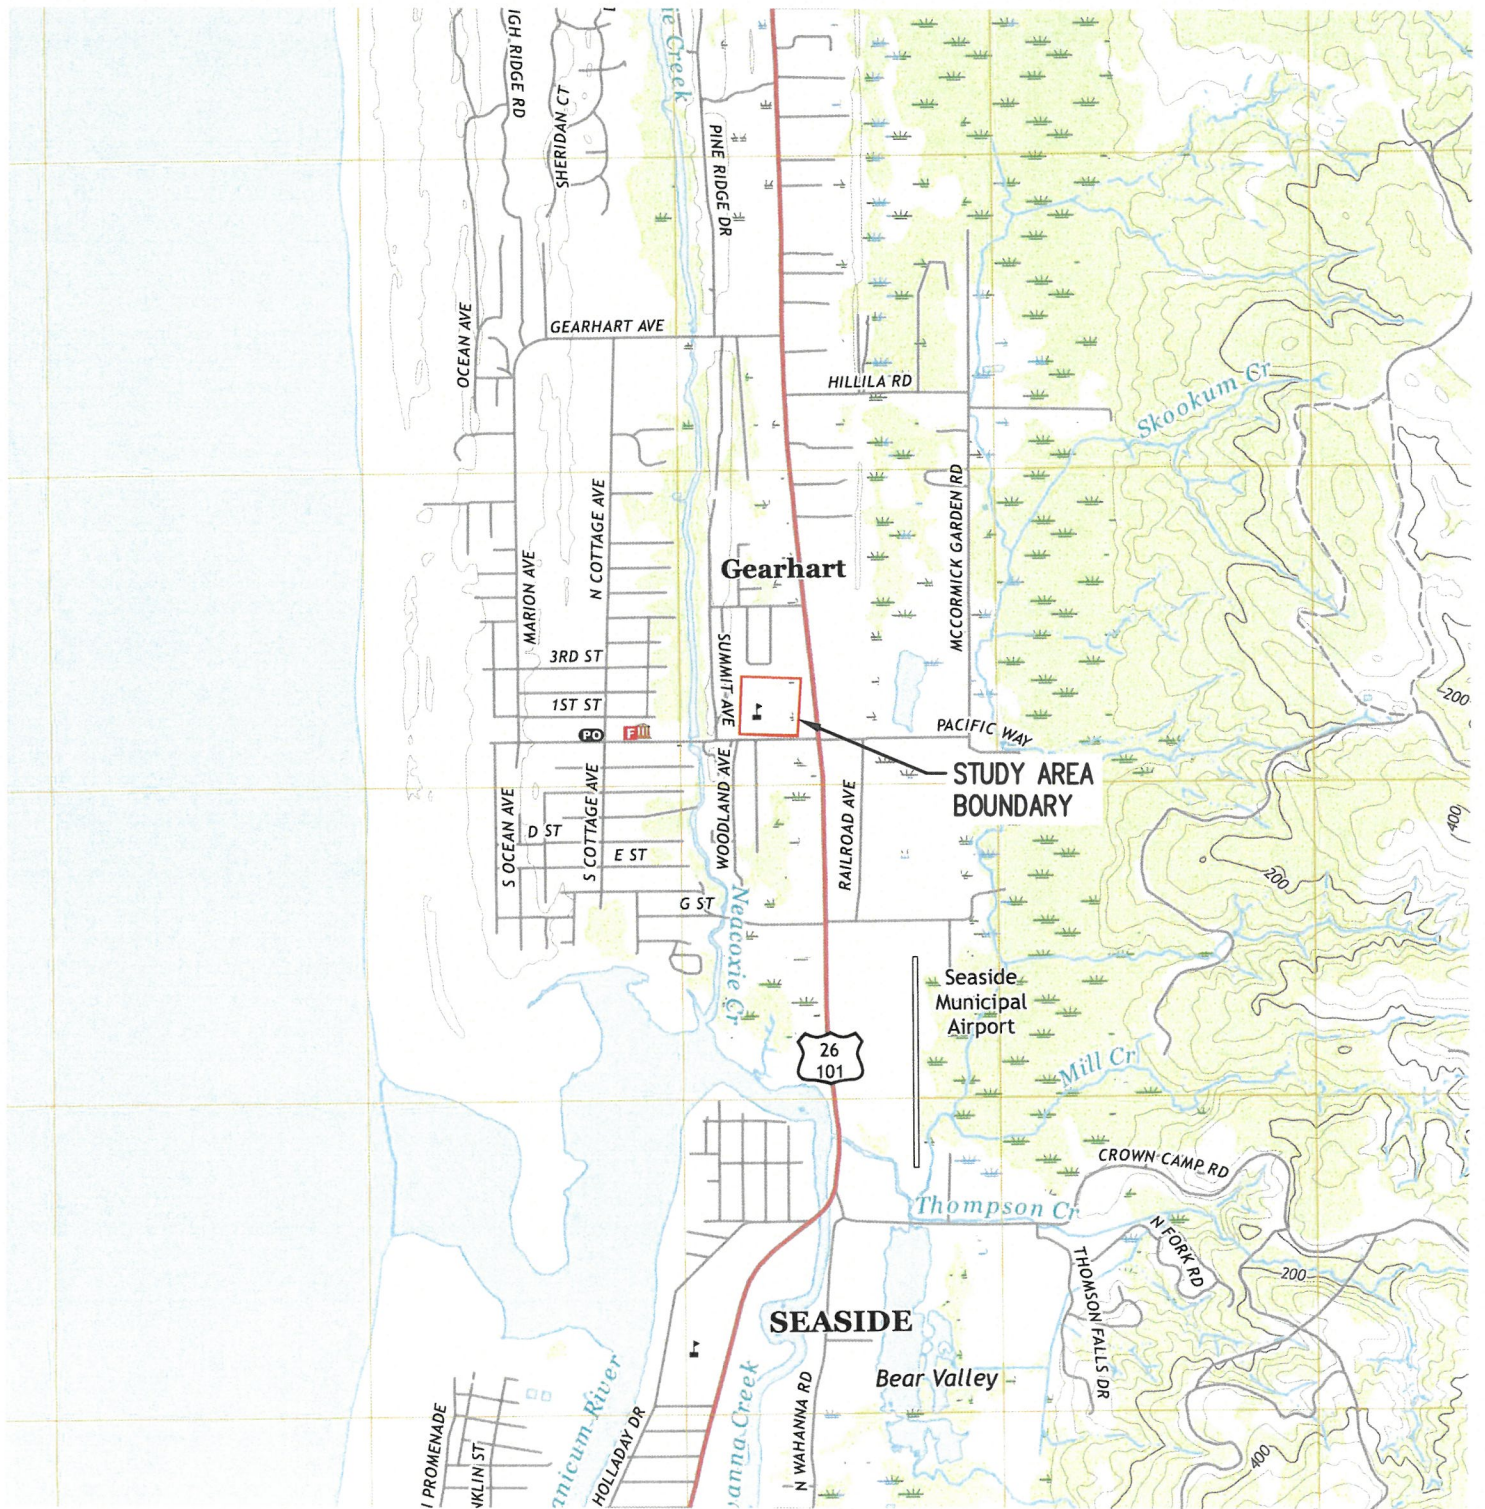 IGH RIDGE RD
SHERIDAN CT
ne Creek
PINE RIDGE DR
OCEAN AVE
GEARHART AVE
HILLILA RD
Skookum Cr
N COTTAGE AVE
MARION AVE
MCCORMICK GARDEN RD
Gearhart
3RD ST
SUMMIT AVE
1ST ST
PO
F
PACIFIC WAY
200
STUDY AREA
BOUNDARY
S OCEAN AVE
D ST
S COTTAGE AVE
E ST
WOODLAND AVE
RAILROAD AVE
400
200
G ST
Neacoxie Cr
Seaside
Municipal
Airport
26
101
Mill Cr
CROWN CAMP RD
Thompson Cr
N FORK RD
THOMSON FALLS DR
200
SEASIDE
Bear Valley
PROMENADE
NKLIN ST
anicum River
HOLLADAY DR
anna Creek
N WAHANNA RD
400